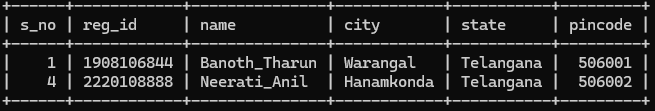 +------+------------+---------------+-----------+-----------+---------+
| s_no | reg_id     | name          | city      | state     | pincode |
+------+------------+---------------+-----------+-----------+---------+
|    1 | 1908106844 | Banoth_Tharun | Warangal  | Telangana |  506001 |
|    4 | 2220108888 | Neerati_Anil  | Hanamkonda | Telangana |  506002 |
+------+------------+---------------+-----------+-----------+---------+